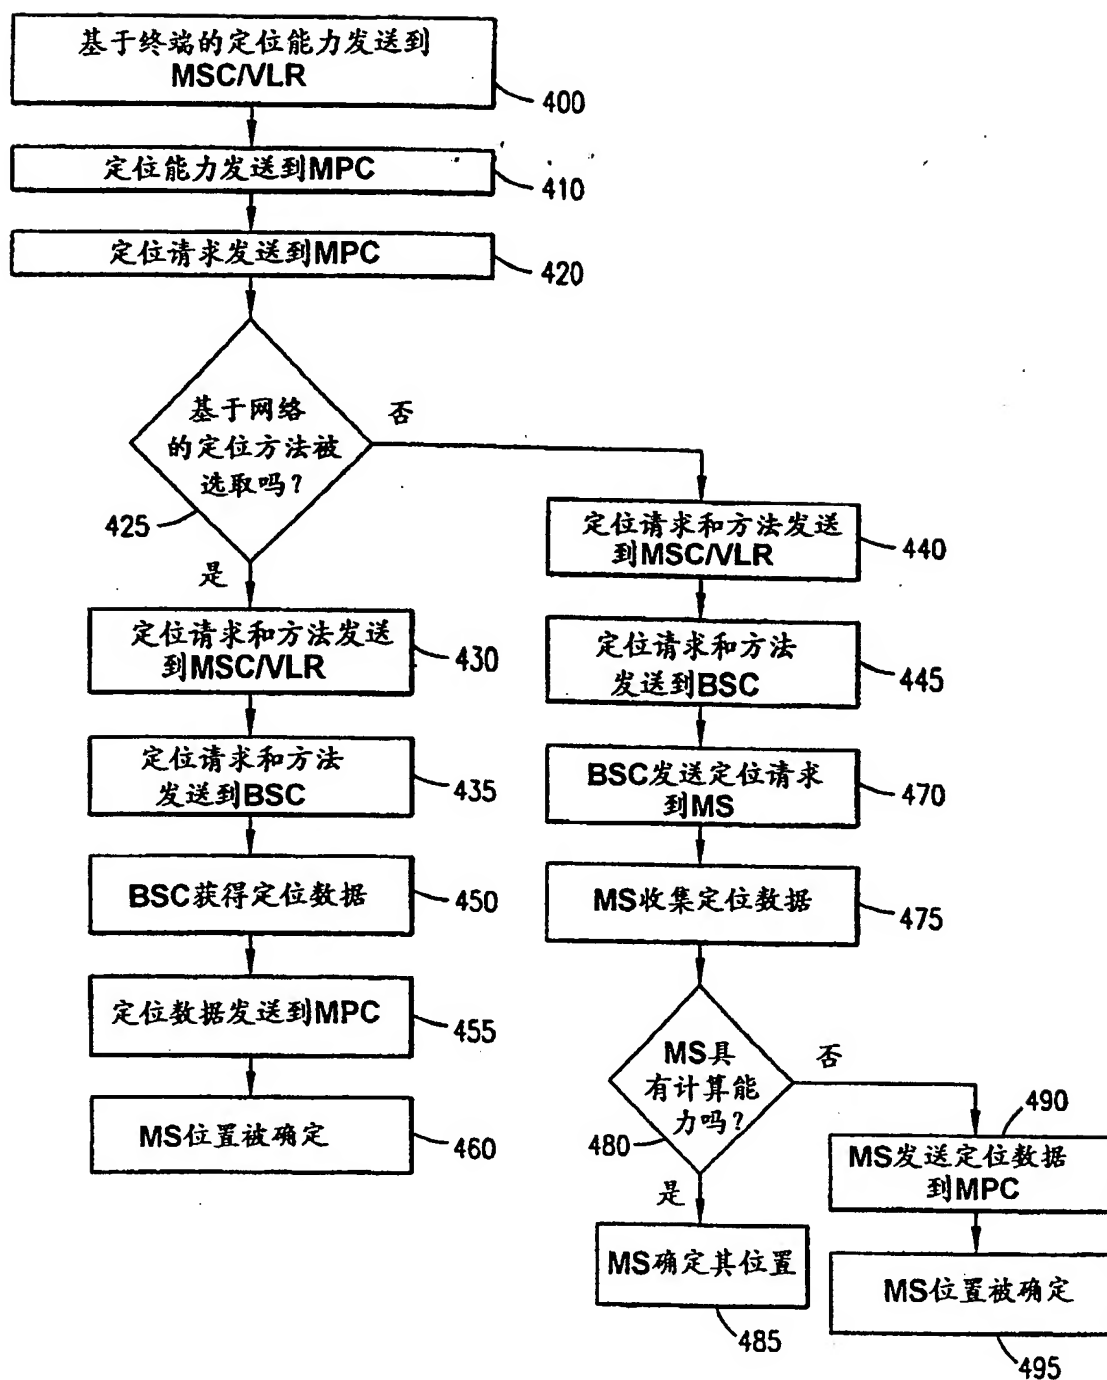 基于终端的定位能力发送到
MSC/VLR
400
定位能力发送到MPC
410
定位请求发送到MPC
420
基于网络
的定位方法被
选取吗？
425
否
是
定位请求和方法发送
到MSC/VLR
430
定位请求和方法
发送到BSC
435
BSC获得定位数据
450
定位数据发送到MPC
455
MS位置被确定
460
定位请求和方法发送
到MSC/VLR
440
定位请求和方法
发送到BSC
445
BSC发送定位请求
到MS
470
MS收集定位数据
475
MS具
有计算能
力吗？
480
否
是
MS确定其位置
485
490
MS发送定位数据
到MPC
MS位置被确定
495